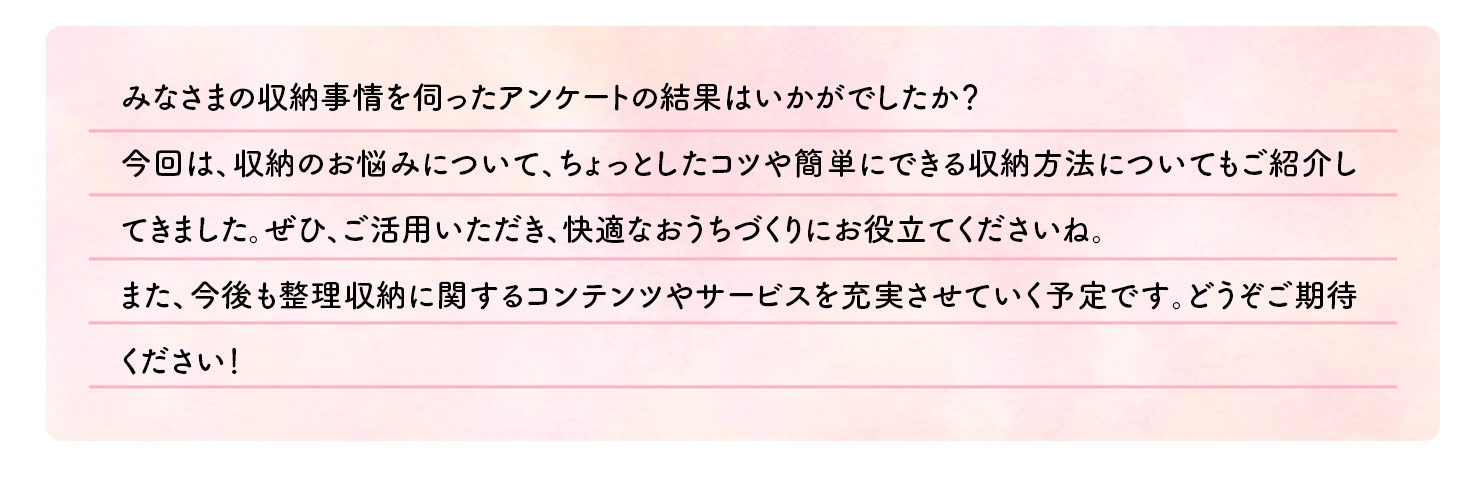 みなさまの収納事情を伺ったアンケートの結果はいかがでしたか？
今回は、収納のお悩みについて、ちょっとしたコツや簡単にできる収納方法についてもご紹介し
てきました。ぜひ、ご活用いただき、快適なおうちづくりにお役立てくださいね。
また、今後も整理収納に関するコンテンツやサービスを充実させていく予定です。どうぞご期待
ください！